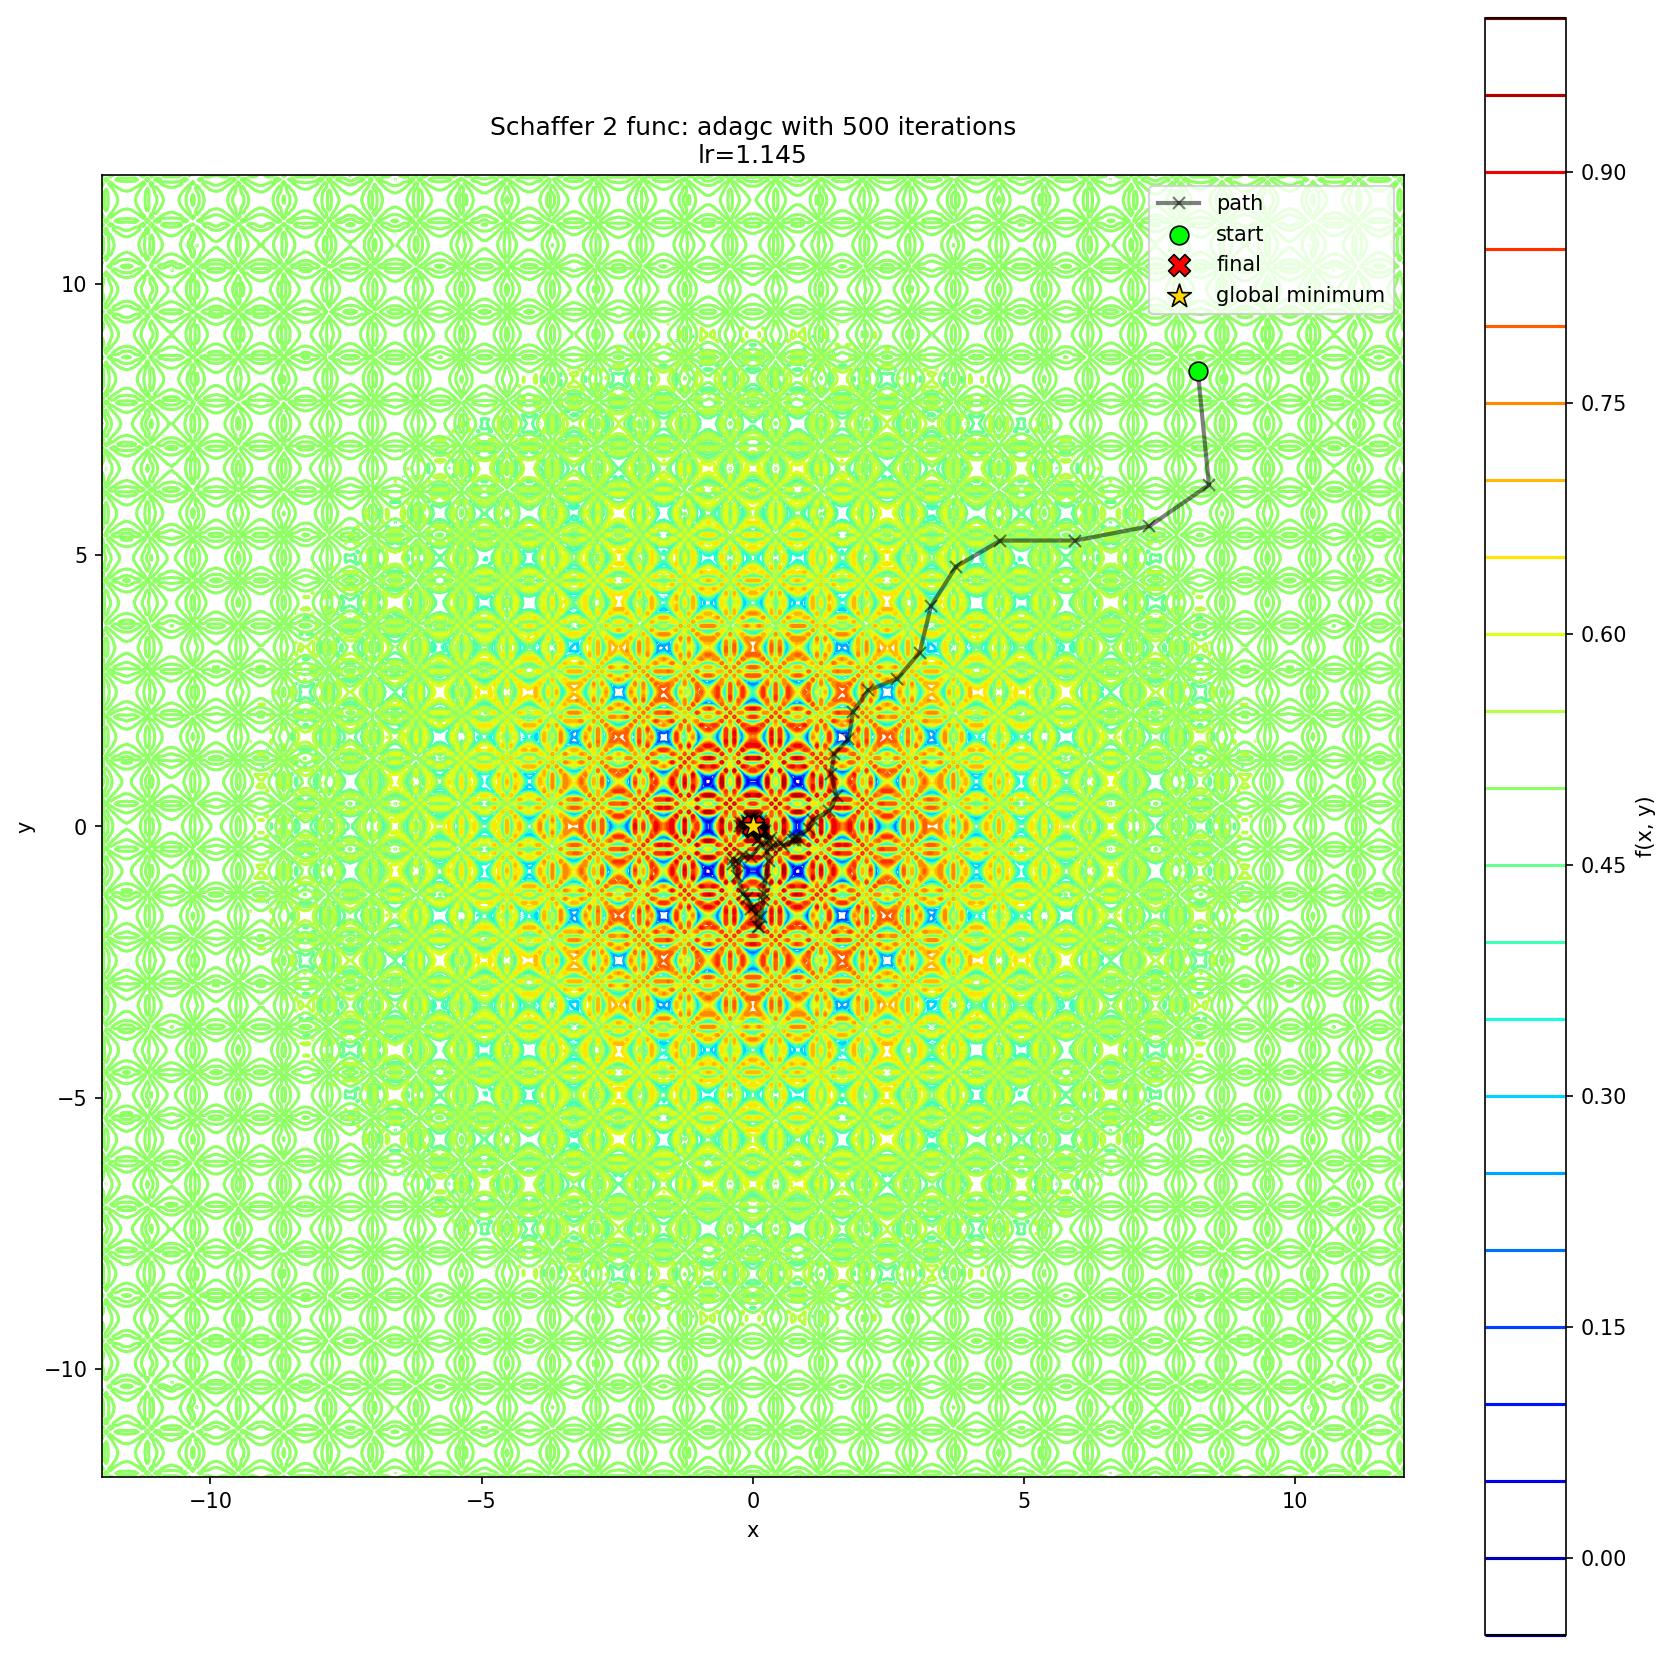 Schaffer 2 func: adagc with 500 iterations
lr=1.145
path
start
final
global minimum
10
5
0
−5
−10
y
−10
−5
0
5
10
x
0.90
0.75
0.60
0.45
0.30
0.15
0.00
f(x, y)